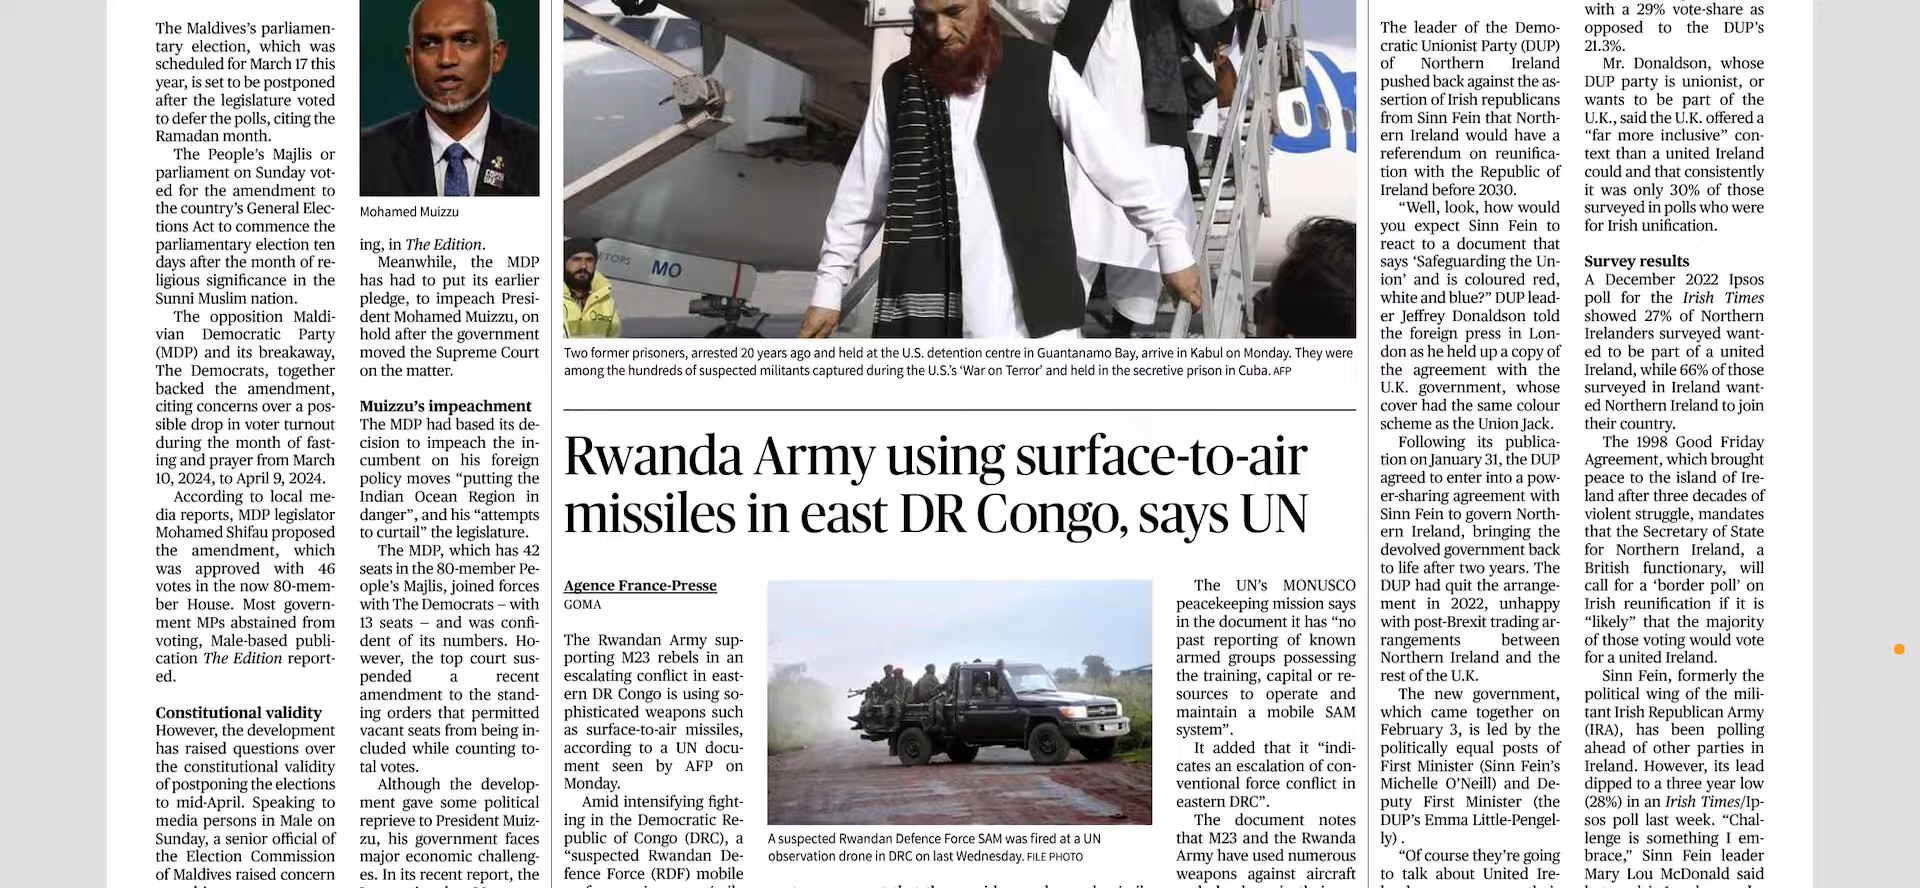 The Maldives's parliamen-
tary election, which was
scheduled for March 17 this
year, is set to be postponed
after the legislature voted
to defer the polls, citing the
Ramadan month.
The People's Majlis or
parliament on Sunday vot-
ed for the amendment to
the country's General Elec-
tions Act to commence the
parliamentary election ten
days after the month of re-
ligious significance in the
Sunni Muslim nation.
The opposition Maldi-
vian Democratic Party
(MDP) and its breakaway,
The Democrats, together
backed the amendment,
citing concerns over a pos-
sible drop in voter turnout
during the month of fast-
ing and prayer from March
10, 2024, to April 9, 2024.
According to local me-
dia reports, MDP legislator
Mohamed Shifau proposed
the amendment, which
was approved with 46
votes in the now 80-mem-
ber House. Most govern-
ment MPs abstained from
voting, Male-based publi-
cation The Edition report-
ed.
Constitutional validity
However, the development
has raised questions over
the constitutional validity
of postponing the elections
to mid-April. Speaking to
media persons in Male on
Sunday, a senior official of
the Election Commission
of Maldives raised concern
Mohamed Muizzu
ing, in The Edition.
Meanwhile, the MDP
has had to put its earlier
pledge, to impeach Presi-
dent Mohamed Muizzu, on
hold after the government
moved the Supreme Court
on the matter.
Muizzu's impeachment
The MDP had based its de-
cision to impeach the in-
cumbent on his foreign
policy moves “putting the
Indian Ocean Region in
danger”, and his “attempts
to curtail” the legislature.
The MDP, which has 42
seats in the 80-member Peo-
ple's Majlis, joined forces
with The Democrats – with
13 seats – and was confi-
dent of its numbers. Ho-
wever, the top court sus-
pended a recent
amendment to the stand-
ing orders that permitted
vacant seats from being in-
cluded while counting to-
tal votes.
Although the develop-
ment gave some political
reprieve to President Muiz-
zu, his government faces
major economic challeng-
es. In its recent report, the
MO
Two former prisoners, arrested 20 years ago and held at the U.S. detention centre in Guantanamo Bay, arrive in Kabul on Monday. They were
among the hundreds of suspected militants captured during the U.S.'s ‘War on Terror’ and held in the secretive prison in Cuba. AFP
Rwanda Army using surface-to-air
missiles in east DR Congo, says UN
Agence France-Presse
GOMA
The Rwandan Army sup-
porting M23 rebels in an
escalating conflict in east-
ern DR Congo is using so-
phisticated weapons such
as surface-to-air missiles,
according to a UN docu-
ment seen by AFP on
Monday.
Amid intensifying fight-
ing in the Democratic Re-
public of Congo (DRC), a
“suspected Rwandan De-
fence Force (RDF) mobile
A suspected Rwandan Defence Force SAM was fired at a UN
observation drone in DRC on last Wednesday. FILE PHOTO
The UN's MONUSCO
peacekeeping mission says
in the document it has “no
past reporting of known
armed groups possessing
the training, capital or re-
sources to operate and
maintain a mobile SAM
system”.
It added that it “indi-
cates an escalation of con-
ventional force conflict in
eastern DRC”.
The document notes
that M23 and the Rwanda
Army have used numerous
weapons against aircraft
The leader of the Demo-
cratic Unionist Party (DUP)
of Northern Ireland
pushed back against the as-
sertion of Irish republicans
from Sinn Fein that North-
ern Ireland would have a
referendum on reunifica-
tion with the Republic of
Ireland before 2030.
“Well, look, how would
you expect Sinn Fein to
react to a document that
says ‘Safeguarding the Un-
ion’ and is coloured red,
white and blue?” DUP lead-
er Jeffrey Donaldson told
the foreign press in Lon-
don as he held up a copy of
the agreement with the
U.K. government, whose
cover had the same colour
scheme as the Union Jack.
Following its publica-
tion on January 31, the DUP
agreed to enter into a pow-
er-sharing agreement with
Sinn Fein to govern North-
ern Ireland, bringing the
devolved government back
to life after two years. The
DUP had quit the arrange-
ment in 2022, unhappy
with post-Brexit trading ar-
rangements between
Northern Ireland and the
rest of the U.K.
The new government,
which came together on
February 3, is led by the
politically equal posts of
First Minister (Sinn Fein's
Michelle O'Neill) and De-
puty First Minister (the
DUP's Emma Little-Pengel-
ly) .
“Of course they're going
to talk about United Ire-
with a 29% vote-share as
opposed to the DUP's
21.3%.
Mr. Donaldson, whose
DUP party is unionist, or
wants to be part of the
U.K., said the U.K. offered a
“far more inclusive” con-
text than a united Ireland
could and that consistently
it was only 30% of those
surveyed in polls who were
for Irish unification.
Survey results
A December 2022 Ipsos
poll for the Irish Times
showed 27% of Northern
Irelanders surveyed want-
ed to be part of a united
Ireland, while 66% of those
surveyed in Ireland want-
ed Northern Ireland to join
their country.
The 1998 Good Friday
Agreement, which brought
peace to the island of Ire-
land after three decades of
violent struggle, mandates
that the Secretary of State
for Northern Ireland, a
British functionary, will
call for a ‘border poll’ on
Irish reunification if it is
“likely” that the majority
of those voting would vote
for a united Ireland.
Sinn Fein, formerly the
political wing of the mili-
tant Irish Republican Army
(IRA), has been polling
ahead of other parties in
Ireland. However, its lead
dipped to a three year low
(28%) in an Irish Times/Ip-
sos poll last week. “Chal-
lenge is something I em-
brace,” Sinn Fein leader
Mary Lou McDonald said